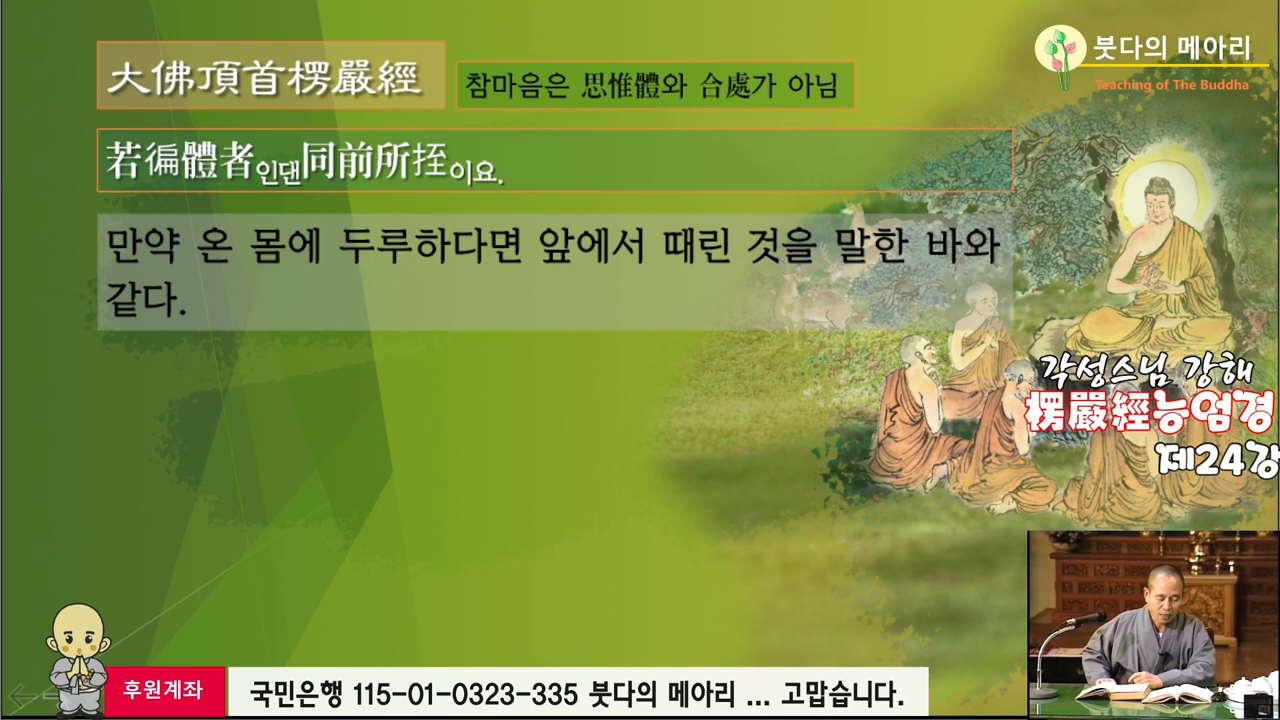 大佛頂首楞嚴經
참마음은 思惟體와 合處가 아님
붓다의 메아리
Teaching of The Buddha
若徧體者인댄同前所挃이요.
만약 온 몸에 두루하다면 앞에서 때린 것을 말한 바와
같다.
각성스님 강해
楞嚴經능엄경
제24강
후원계좌
국민은행 115-01-0323-335 붓다의 메아리 ... 고맙습니다.